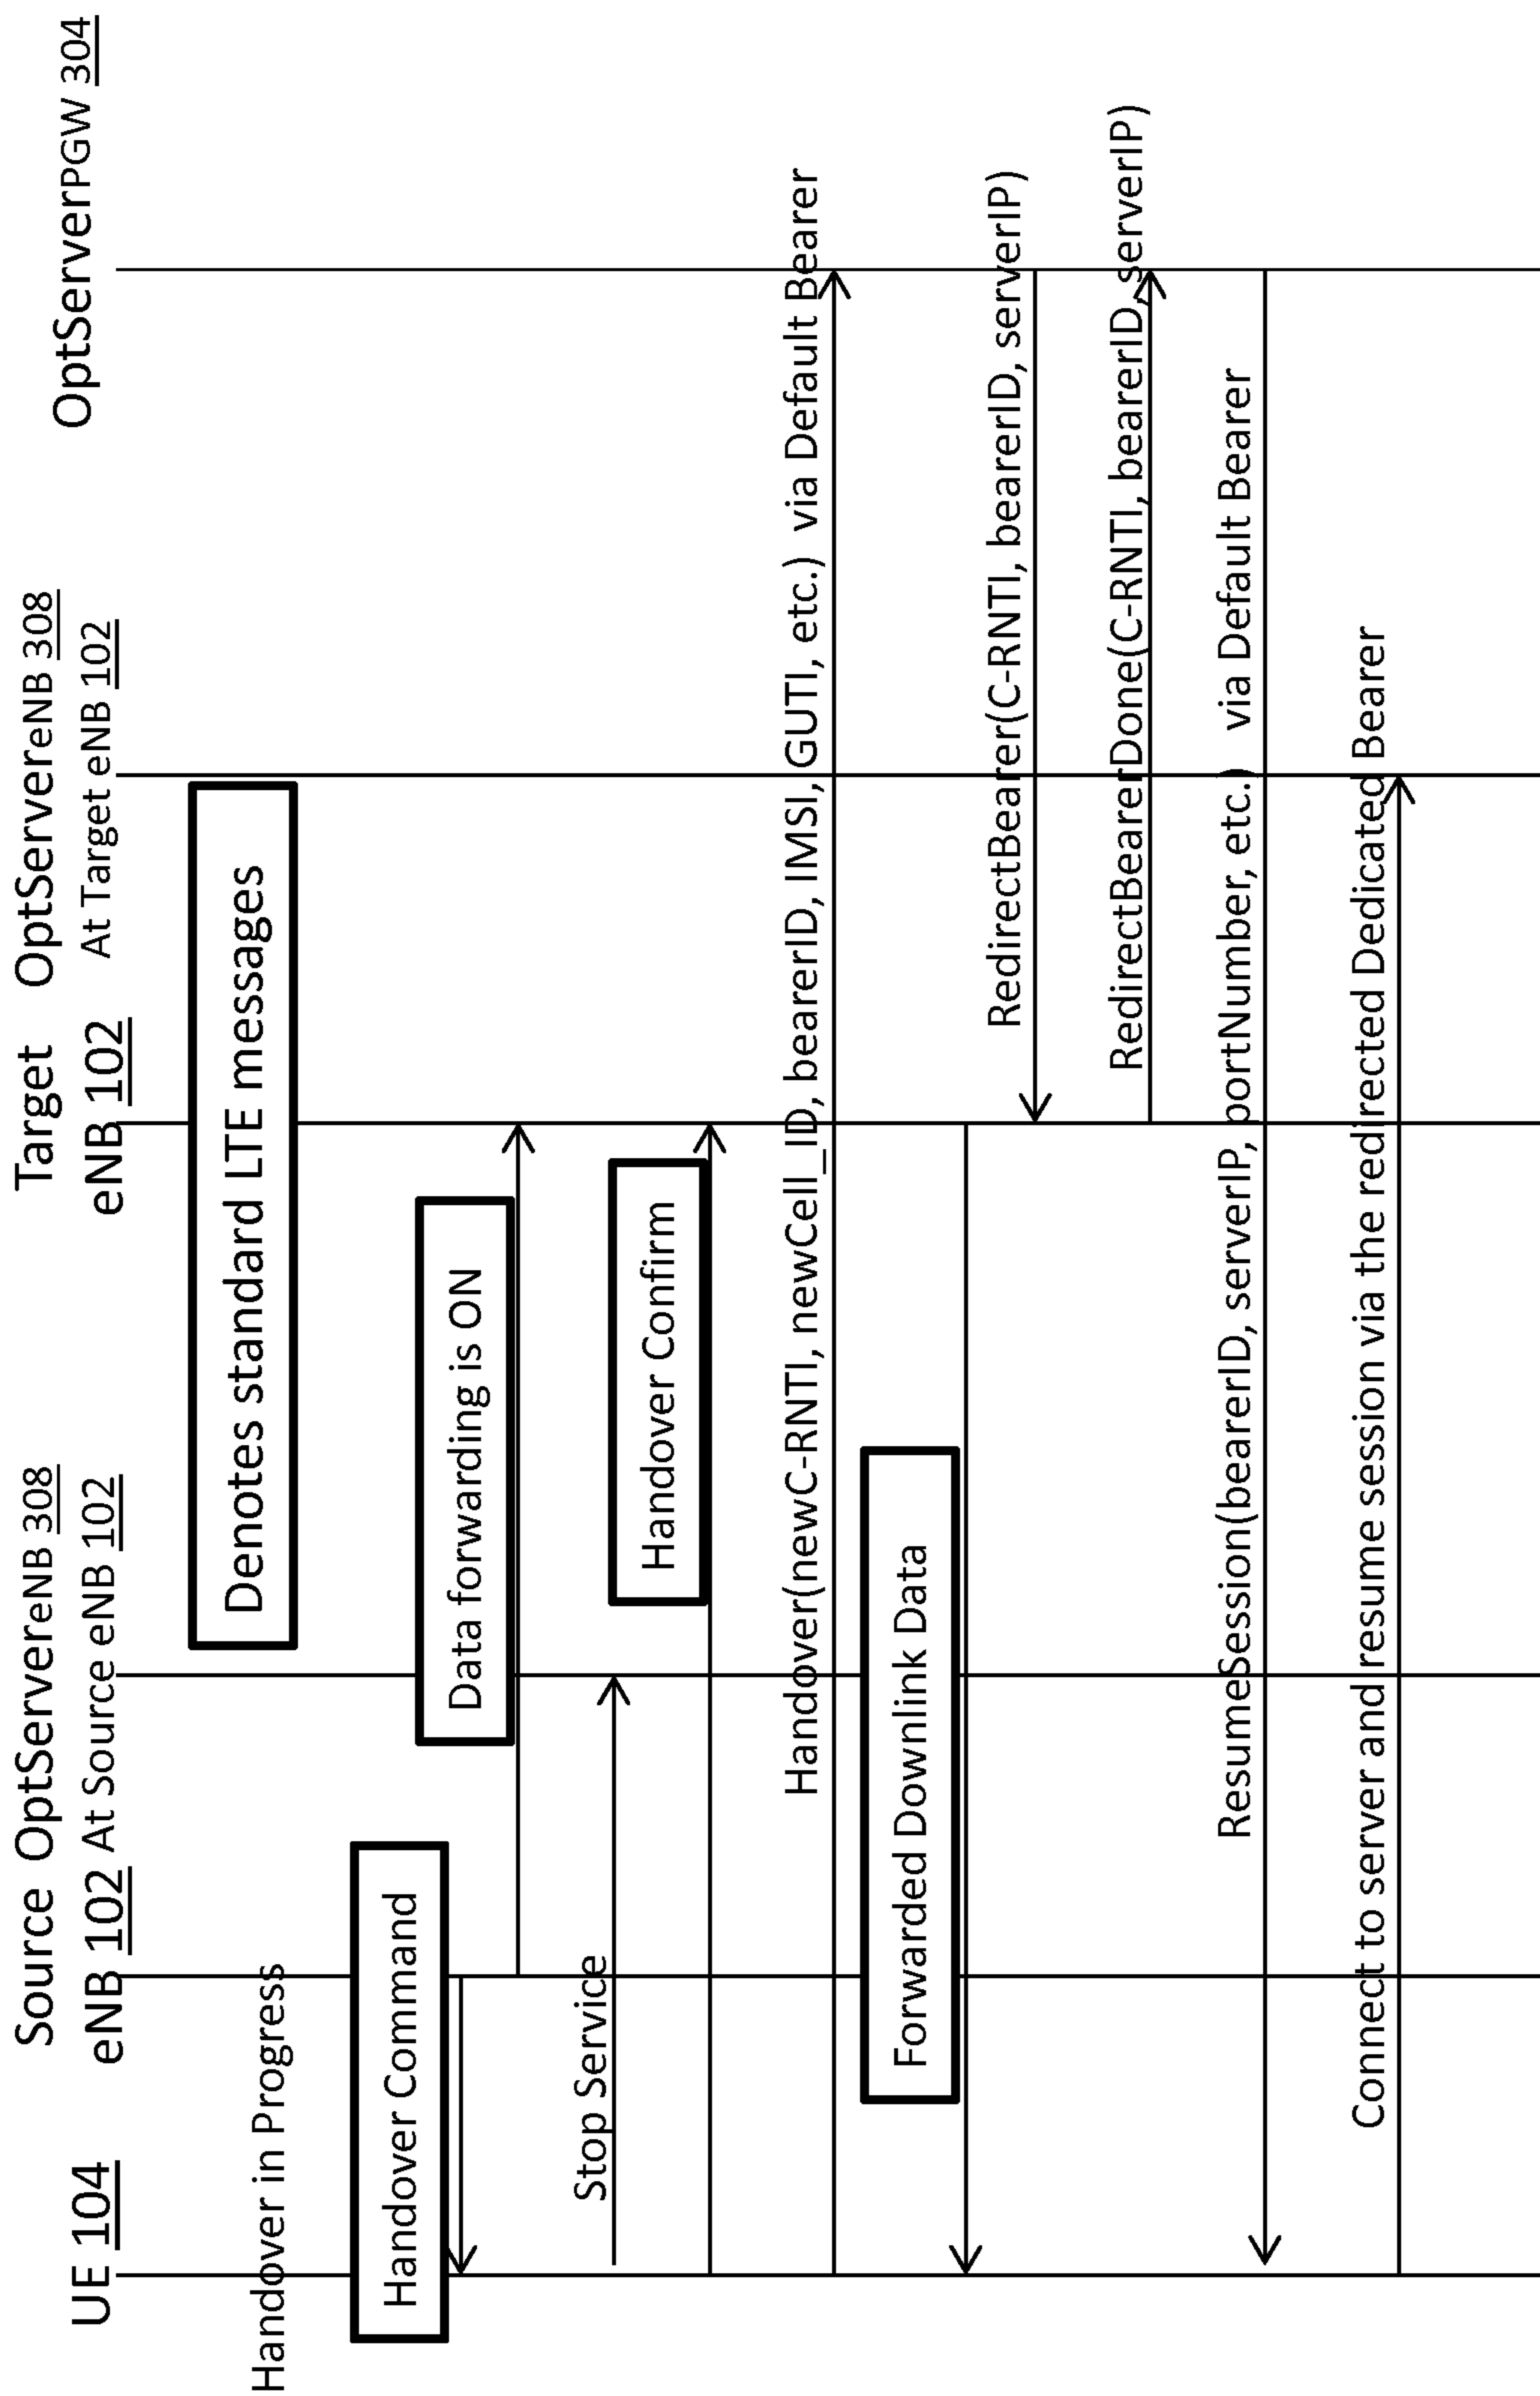 UE 104
Source
eNB 102
OptServereNB 308
At Source eNB 102
Target
eNB 102
OptServereNB 308
At Target eNB 102
OptServerPGW 304
Denotes standard LTE messages
Handover in Progress
Handover Command
Data forwarding is ON
Stop Service
Handover Confirm
Handover(newC-RNTI, newCell_ID, bearerID, IMSI, GUTI, etc.) via Default Bearer
Forwarded Downlink Data
RedirectBearer(C-RNTI, bearerID, serverIP)
RedirectBearerDone(C-RNTI, bearerID, serverIP)
ResumeSession(bearerID, serverIP, portNumber, etc.) via Default Bearer
Connect to server and resume session via the redirected Dedicated Bearer